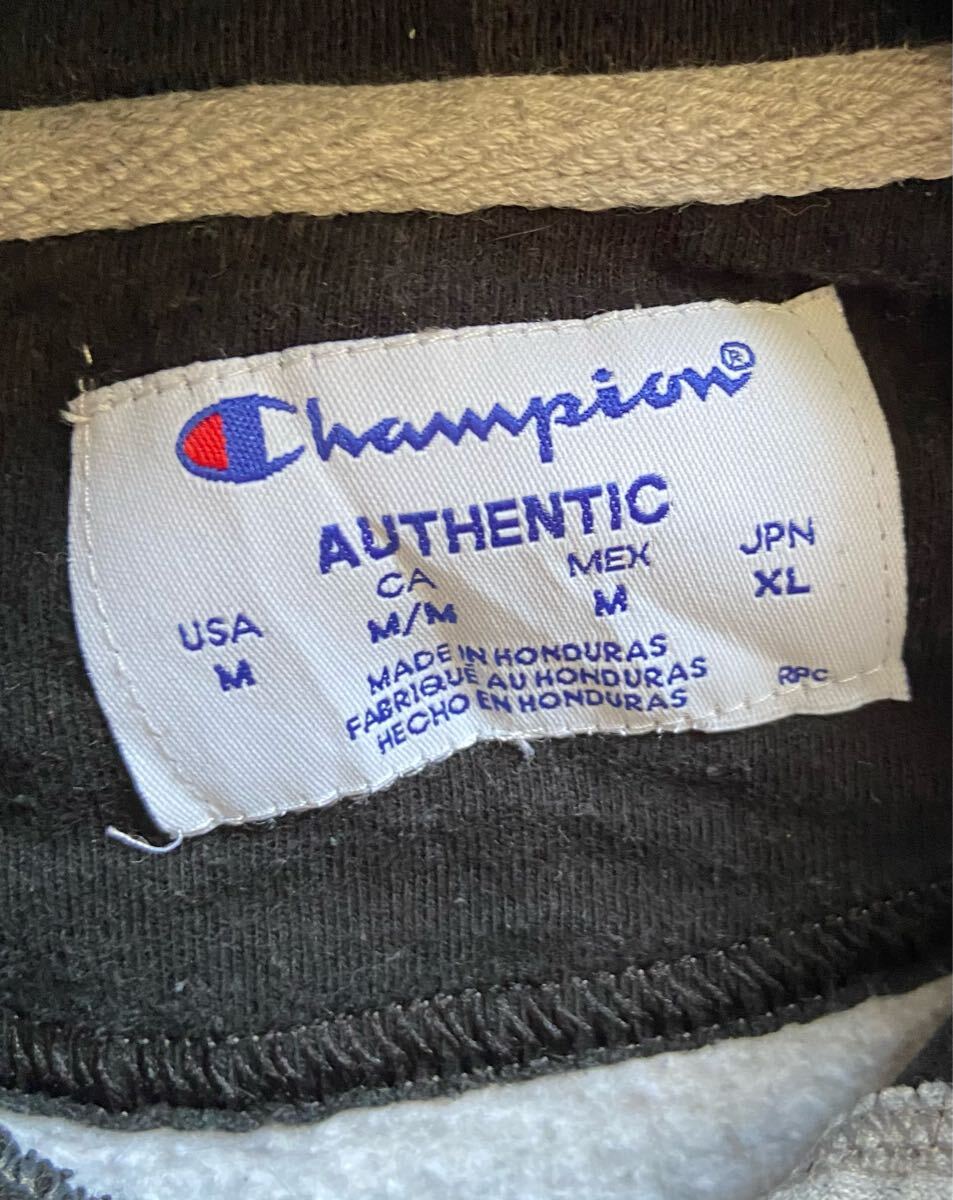 Champion®
AUTHENTIC
USA CA MEX JPN
M M/M M XL
MADE IN HONDURAS
FABRIQUÉ AU HONDURAS
HECHO EN HONDURAS
RPC